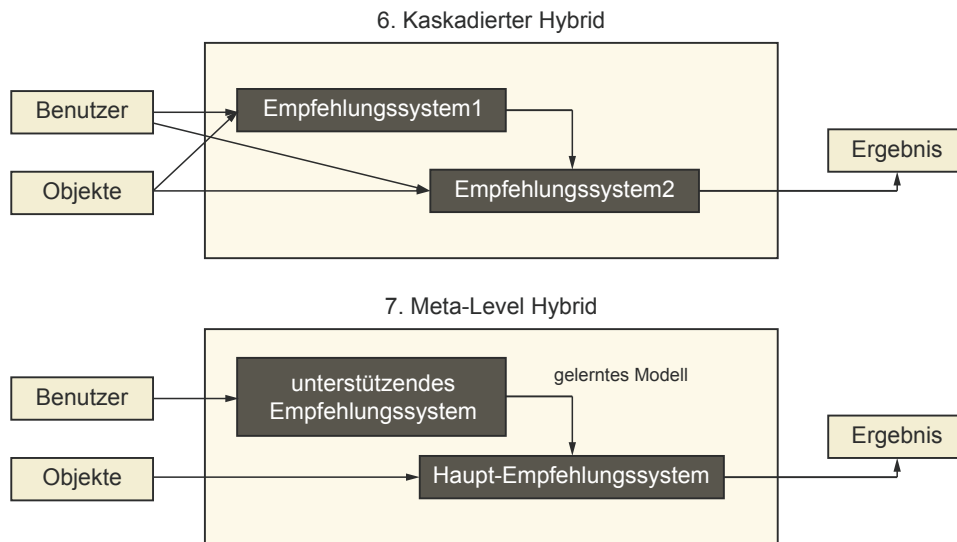 6. Kaskadierter Hybrid
Benutzer
Empfehlungssystem1
Objekte
Empfehlungssystem2
Ergebnis
7. Meta-Level Hybrid
Benutzer
unterstützendes
Empfehlungssystem
gelerntes Modell
Objekte
Haupt-Empfehlungssystem
Ergebnis